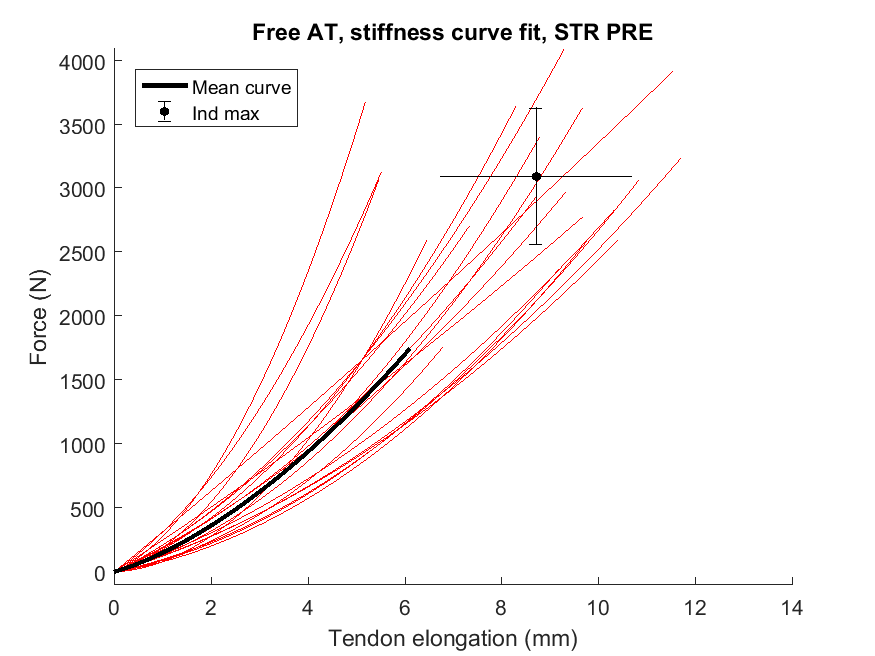 Free AT, stiffness curve fit, STR PRE
Mean curve
Ind max
Force (N)
4000
3500
3000
2500
2000
1500
1000
500
0
0 2 4 6 8 10 12 14
Tendon elongation (mm)